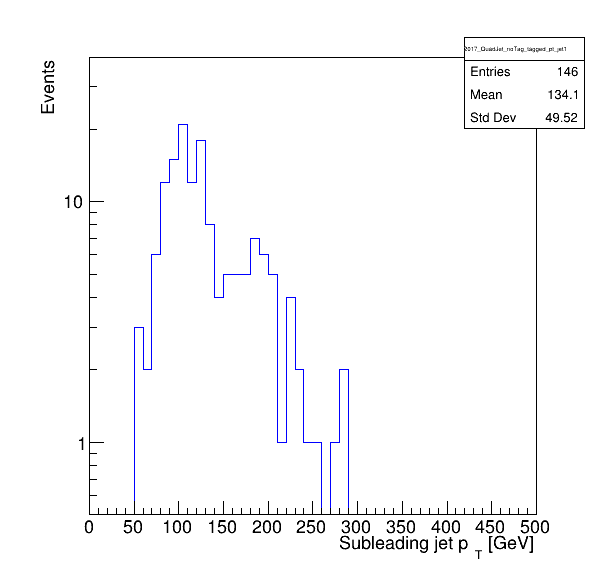 2017_QuadJet_noTag_tagged_pt_jet1
Entries 146
Mean 134.1
Std Dev 49.52
Events
10
1
0 50 100 150 200 250 300 350 400 450 500
Subleading jet p T [GeV]